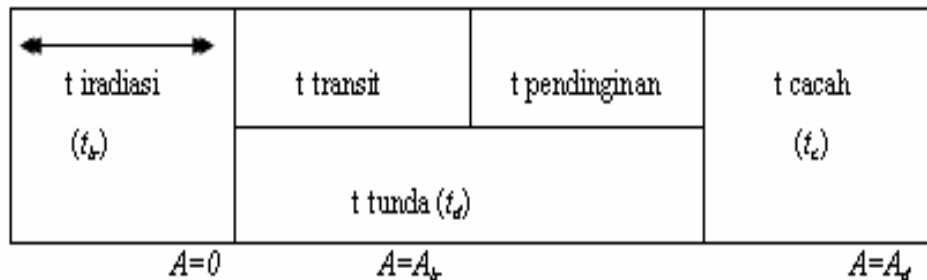 t iradiasi
(t_ir)
t transit
t pendinginan
t cacah
(t_c)
t tunda (t_d)
A=0
A=A_ir
A=A_d